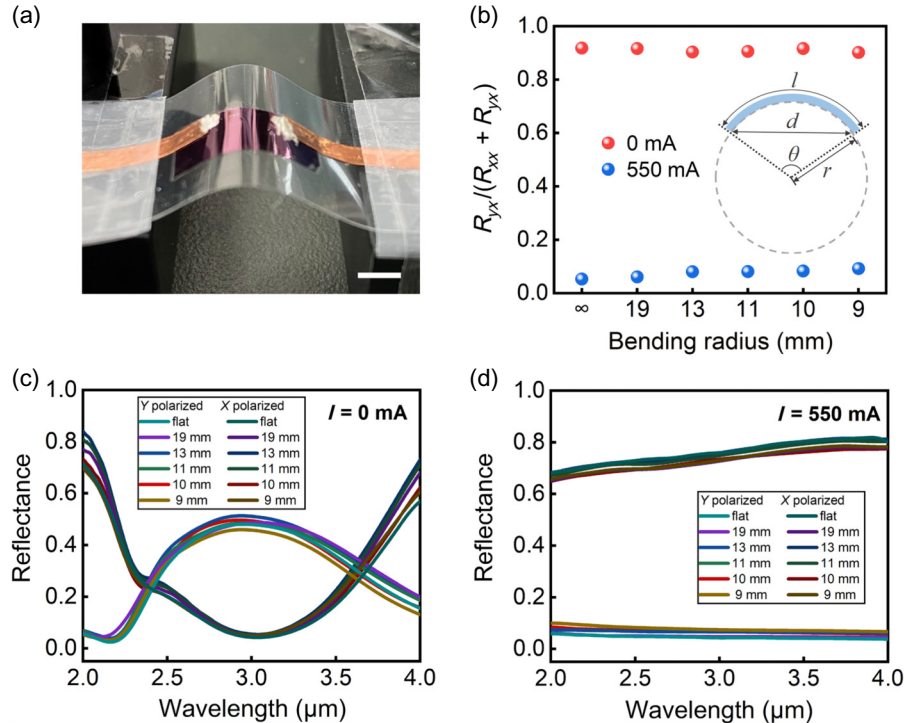 (a)
(b)
R_yx/(R_xx + R_yx)
1.0
0.8
0.6
0.4
0.2
0.0
0 mA
550 mA
l
d
θ
r
∞ 19 13 11 10 9
Bending radius (mm)
(c)
Reflectance
1.0
0.8
0.6
0.4
0.2
0.0
Y polarized X polarized
flat flat
19 mm 19 mm
13 mm 13 mm
11 mm 11 mm
10 mm 10 mm
9 mm 9 mm
I = 0 mA
2.0 2.5 3.0 3.5 4.0
Wavelength (μm)
(d)
Reflectance
1.0
0.8
0.6
0.4
0.2
0.0
I = 550 mA
Y polarized X polarized
flat flat
19 mm 19 mm
13 mm 13 mm
11 mm 11 mm
10 mm 10 mm
9 mm 9 mm
2.0 2.5 3.0 3.5 4.0
Wavelength (μm)